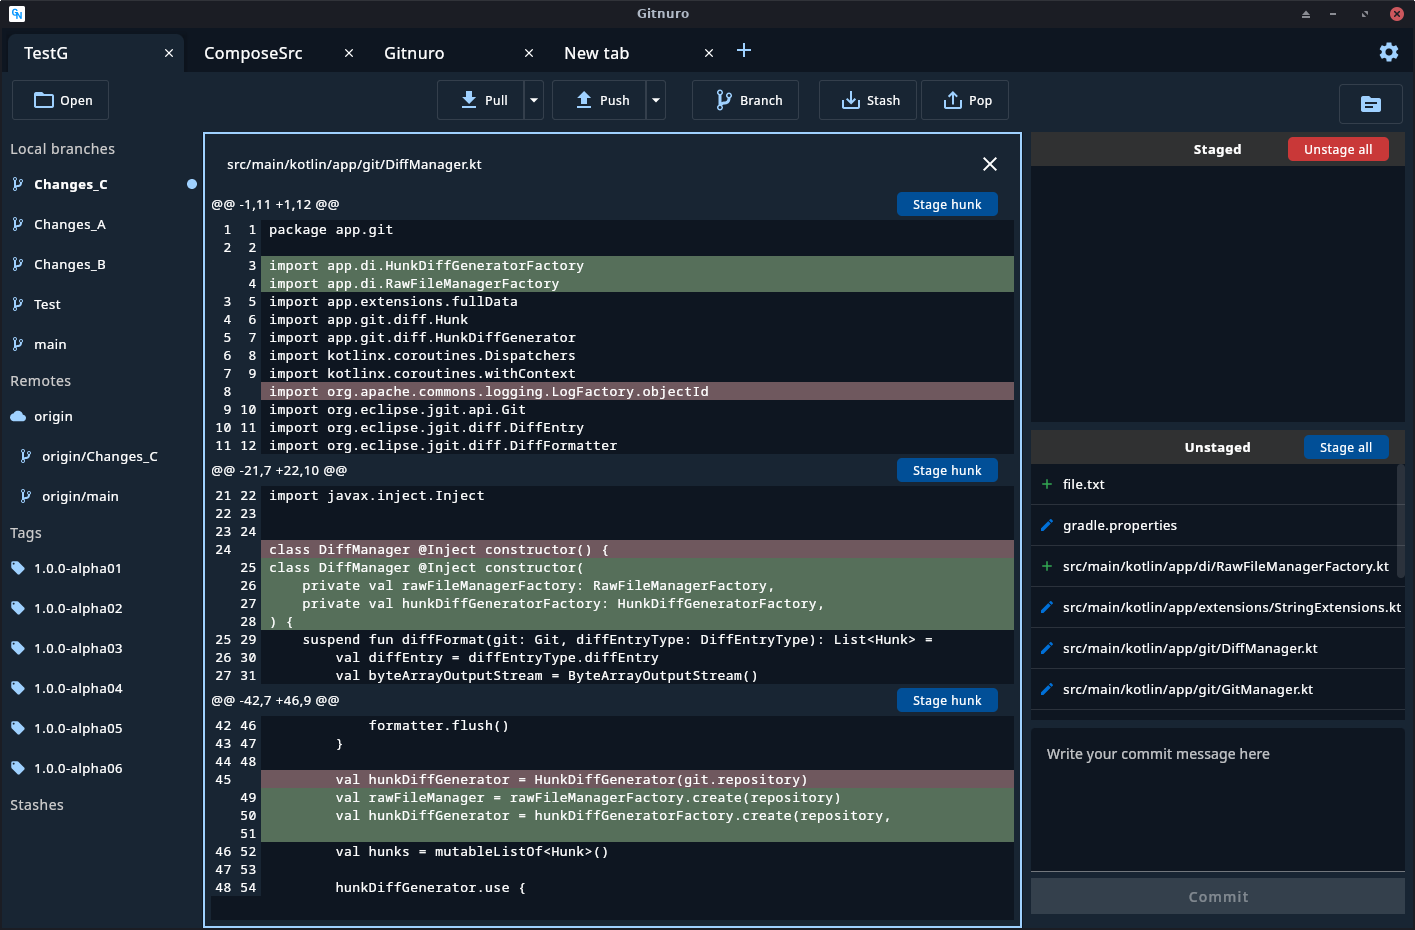 GN
Gitnuro
TestG
ComposeSrc
Gitnuro
New tab
Open
Pull
Push
Branch
Stash
Pop
Local branches
Changes_C
Changes_A
Changes_B
Test
main
Remotes
origin
origin/Changes_C
origin/main
Tags
1.0.0-alpha01
1.0.0-alpha02
1.0.0-alpha03
1.0.0-alpha04
1.0.0-alpha05
1.0.0-alpha06
Stashes
src/main/kotlin/app/git/DiffManager.kt
@@ -1,11 +1,12 @@ Stage hunk
1 1 package app.git
2 2
3 import app.di.HunkDiffGeneratorFactory
4 import app.di.RawFileManagerFactory
3 5 import app.extensions.fullData
4 6 import app.git.diff.Hunk
5 7 import app.git.diff.HunkDiffGenerator
6 8 import kotlinx.coroutines.Dispatchers
7 9 import kotlinx.coroutines.withContext
8 import org.apache.commons.logging.LogFactory.objectId
9 10 import org.eclipse.jgit.api.Git
10 11 import org.eclipse.jgit.diff.DiffEntry
11 12 import org.eclipse.jgit.diff.DiffFormatter
@@ -21,7 +22,10 @@ Stage hunk
21 22 import javax.inject.Inject
22 23
23 24
24 class DiffManager @Inject constructor() {
25 class DiffManager @Inject constructor(
26     private val rawFileManagerFactory: RawFileManagerFactory,
27     private val hunkDiffGeneratorFactory: HunkDiffGeneratorFactory,
28 ) {
25 29     suspend fun diffFormat(git: Git, diffEntryType: DiffEntryType): List<Hunk> =
26 30         val diffEntry = diffEntryType.diffEntry
27 31         val byteArrayOutputStream = ByteArrayOutputStream()
@@ -42,7 +46,9 @@ Stage hunk
42 46             formatter.flush()
43 47         }
44 48
45         val hunkDiffGenerator = HunkDiffGenerator(git.repository)
49         val rawFileManager = rawFileManagerFactory.create(repository)
50         val hunkDiffGenerator = hunkDiffGeneratorFactory.create(repository,
51
46 52         val hunks = mutableListOf<Hunk>()
47 53
48 54         hunkDiffGenerator.use {
Staged
Unstage all
Unstaged
Stage all
+ file.txt
gradle.properties
+ src/main/kotlin/app/di/RawFileManagerFactory.kt
src/main/kotlin/app/extensions/StringExtensions.kt
src/main/kotlin/app/git/DiffManager.kt
src/main/kotlin/app/git/GitManager.kt
Write your commit message here
Commit